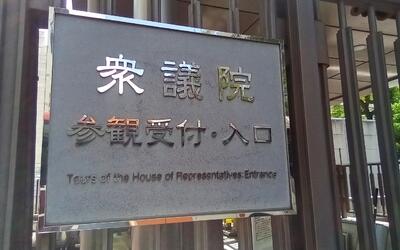 衆議院
参観受付・入口
Tours of the House of Representatives:Entrance